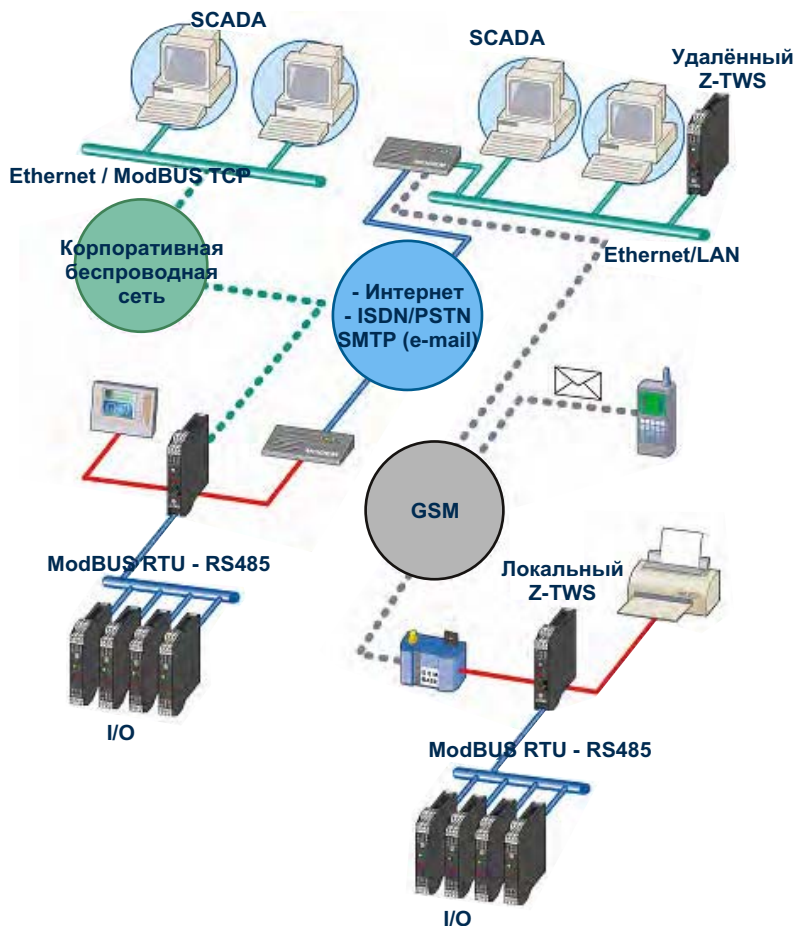 SCADA
SCADA
Удалённый
Z-TWS
Ethernet / ModBUS TCP
Ethernet/LAN
Корпоративная
беспроводная
сеть
- Интернет
- ISDN/PSTN
SMTP (e-mail)
GSM
ModBUS RTU - RS485
Локальный
Z-TWS
I/O
ModBUS RTU - RS485
I/O